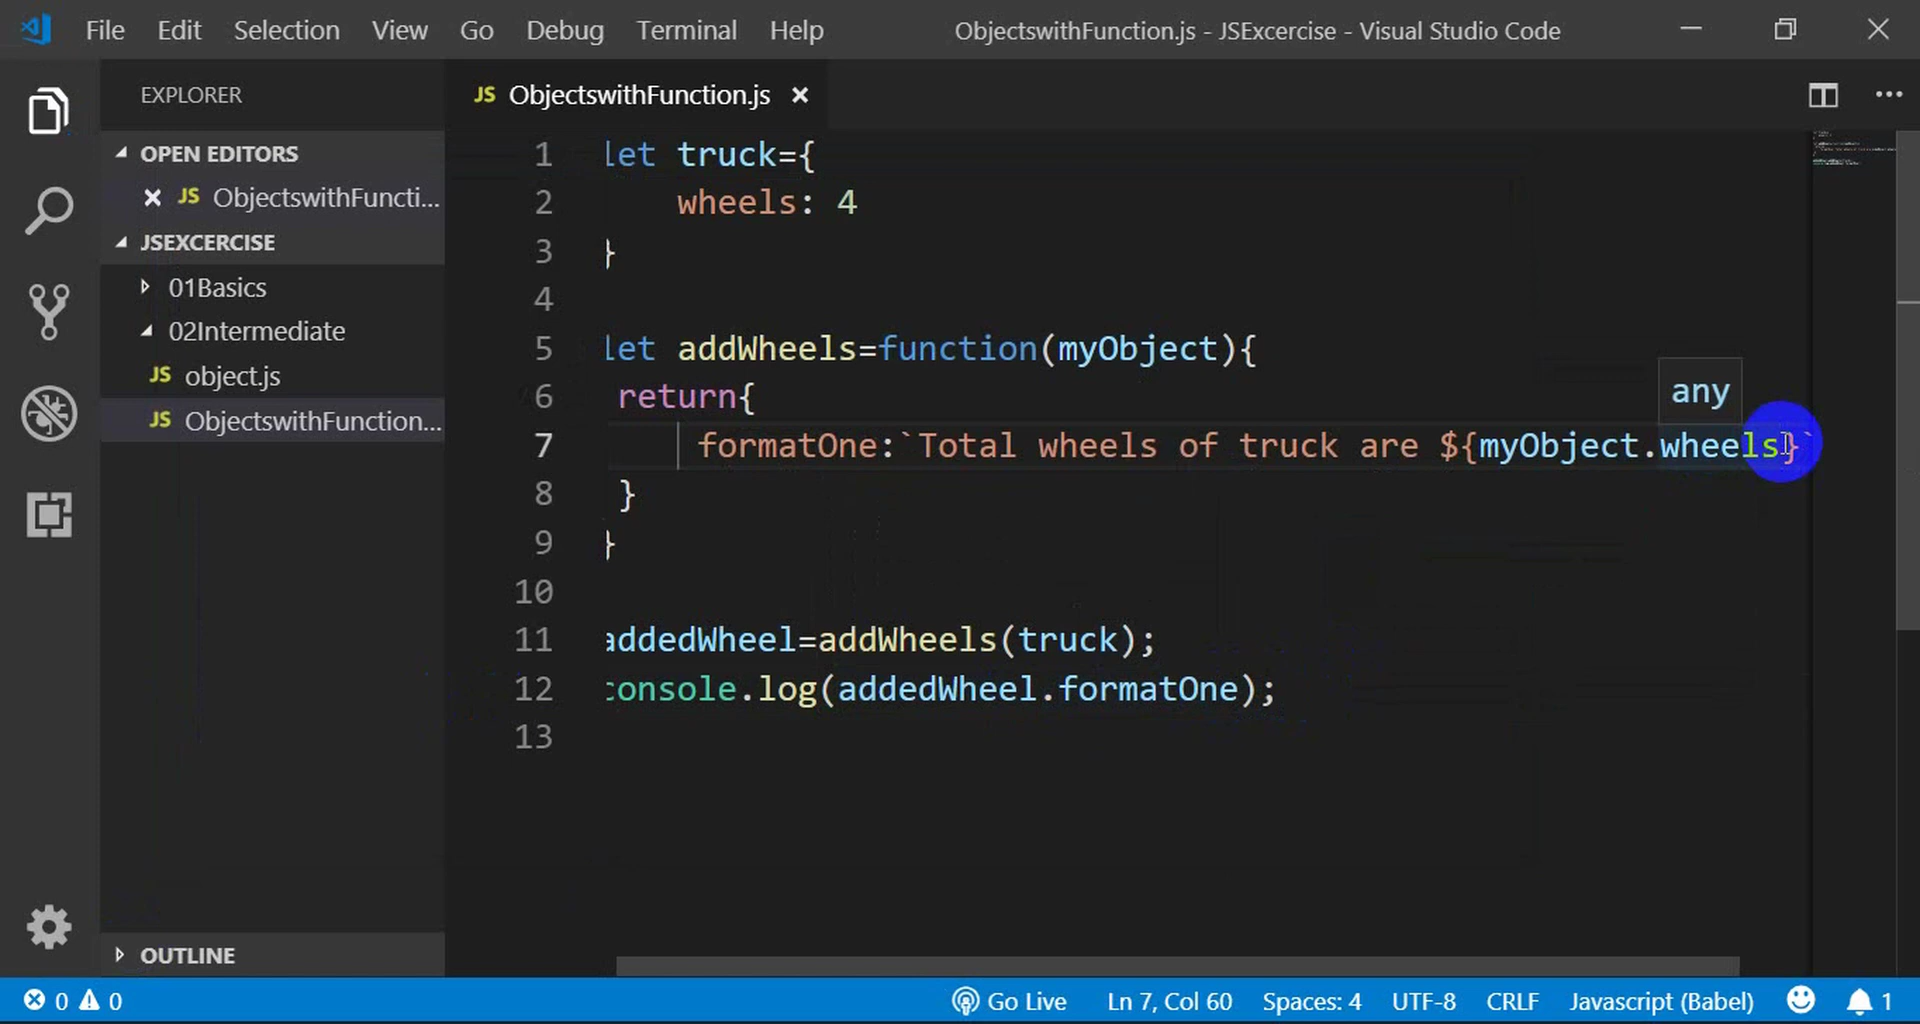 File Edit Selection View Go Debug Terminal Help ObjectswithFunction.js - JSExcercise - Visual Studio Code
EXPLORER
OPEN EDITORS
JS ObjectswithFuncti...
JSEXCERCISE
01Basics
02Intermediate
JS object.js
JS ObjectswithFunction...
OUTLINE
JS ObjectswithFunction.js
1 let truck={
2 wheels: 4
3 }
4
5 let addWheels=function(myObject){
6 return{
any
7 formatOne:`Total wheels of truck are ${myObject.wheels}`
8 }
9 }
10
11 addedWheel=addWheels(truck);
12 console.log(addedWheel.formatOne);
13
0 0 Go Live Ln 7, Col 60 Spaces: 4 UTF-8 CRLF Javascript (Babel) 1